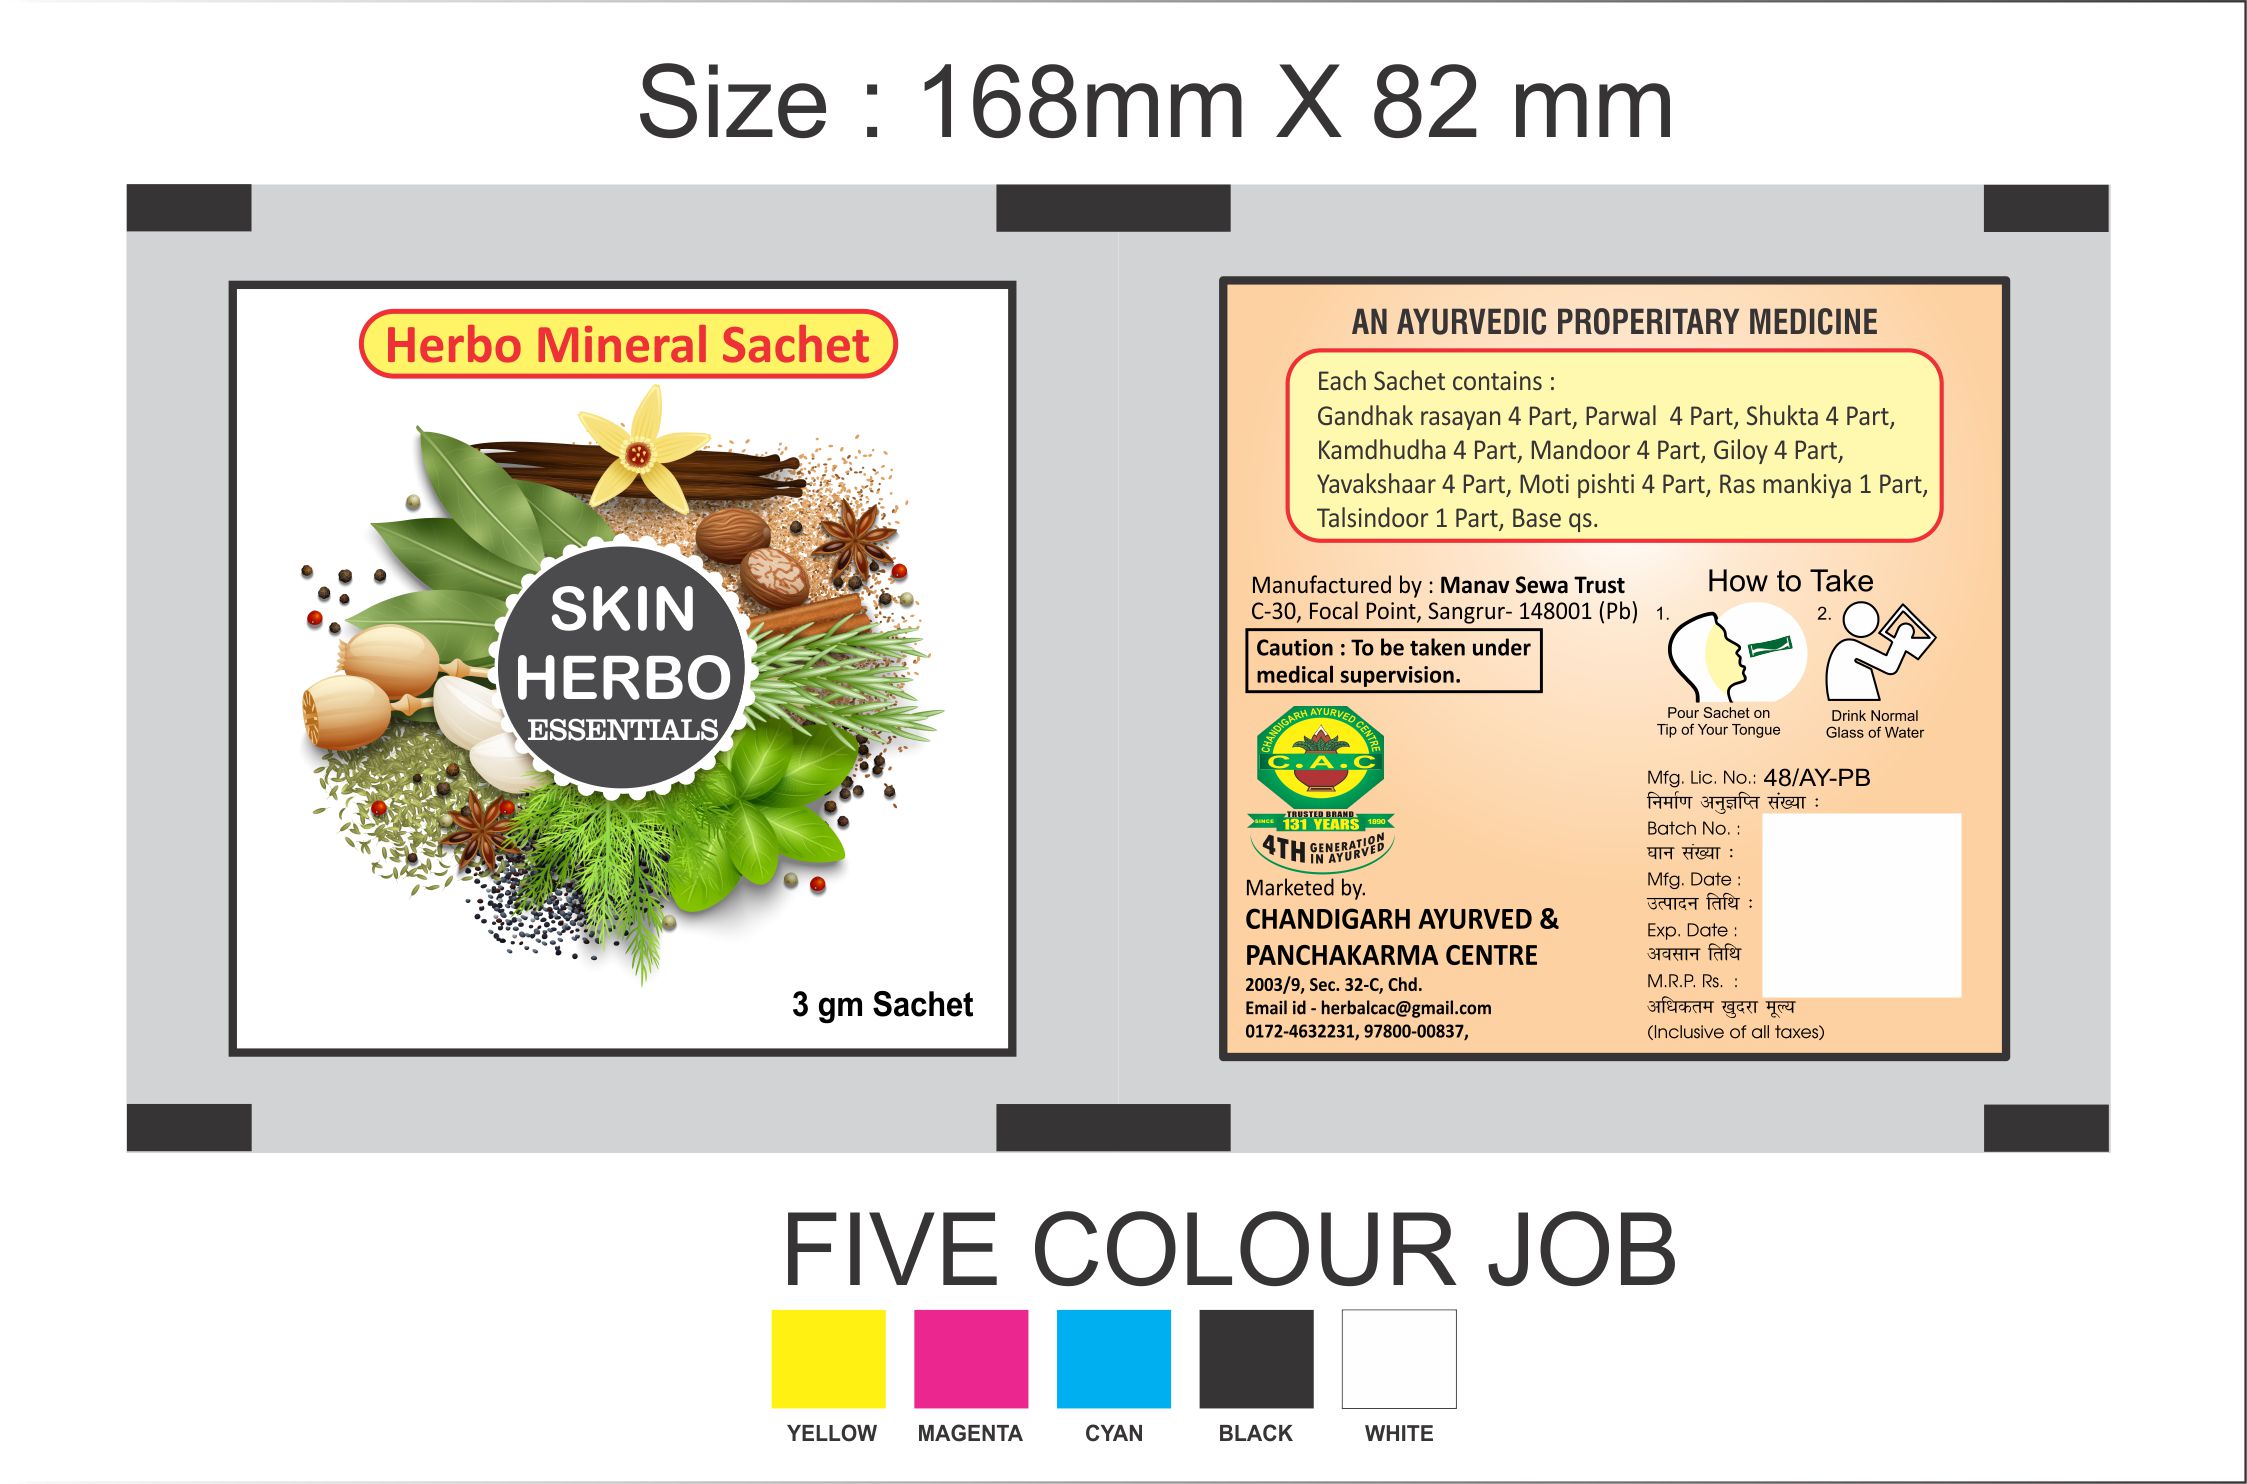 Size : 168mm X 82 mm
Herbo Mineral Sachet
SKIN
HERBO
ESSENTIALS
3 gm Sachet
AN AYURVEDIC PROPERITARY MEDICINE
Each Sachet contains :
Gandhak rasayan 4 Part, Parwal 4 Part, Shukta 4 Part,
Kamdhudha 4 Part, Mandoor 4 Part, Giloy 4 Part,
Yavakshaar 4 Part, Moti pishti 4 Part, Ras mankiya 1 Part,
Talsindoor 1 Part, Base qs.
Manufactured by : Manav Sewa Trust
C-30, Focal Point, Sangrur- 148001 (Pb)
Caution : To be taken under
medical supervision.
How to Take
1.
2.
Pour Sachet on
Tip of Your Tongue
Drink Normal
Glass of Water
CHANDIGARH AYURVED CENTRE
C.A.C
TRUSTED BRAND
SINCE 131 YEARS 1890
4TH GENERATION
IN AYURVED
Marketed by.
CHANDIGARH AYURVED &
PANCHAKARMA CENTRE
2003/9, Sec. 32-C, Chd.
Email id - herbalcac@gmail.com
0172-4632231, 97800-00837,
Mfg. Lic. No.: 48/AY-PB
निर्माण अनुज्ञप्ति संख्या :
Batch No. :
घान संख्या :
Mfg. Date :
उत्पादन तिथि :
Exp. Date :
अवसान तिथि
M.R.P. Rs. :
अधिकतम खुदरा मूल्य
(Inclusive of all taxes)
FIVE COLOUR JOB
YELLOW MAGENTA CYAN BLACK WHITE